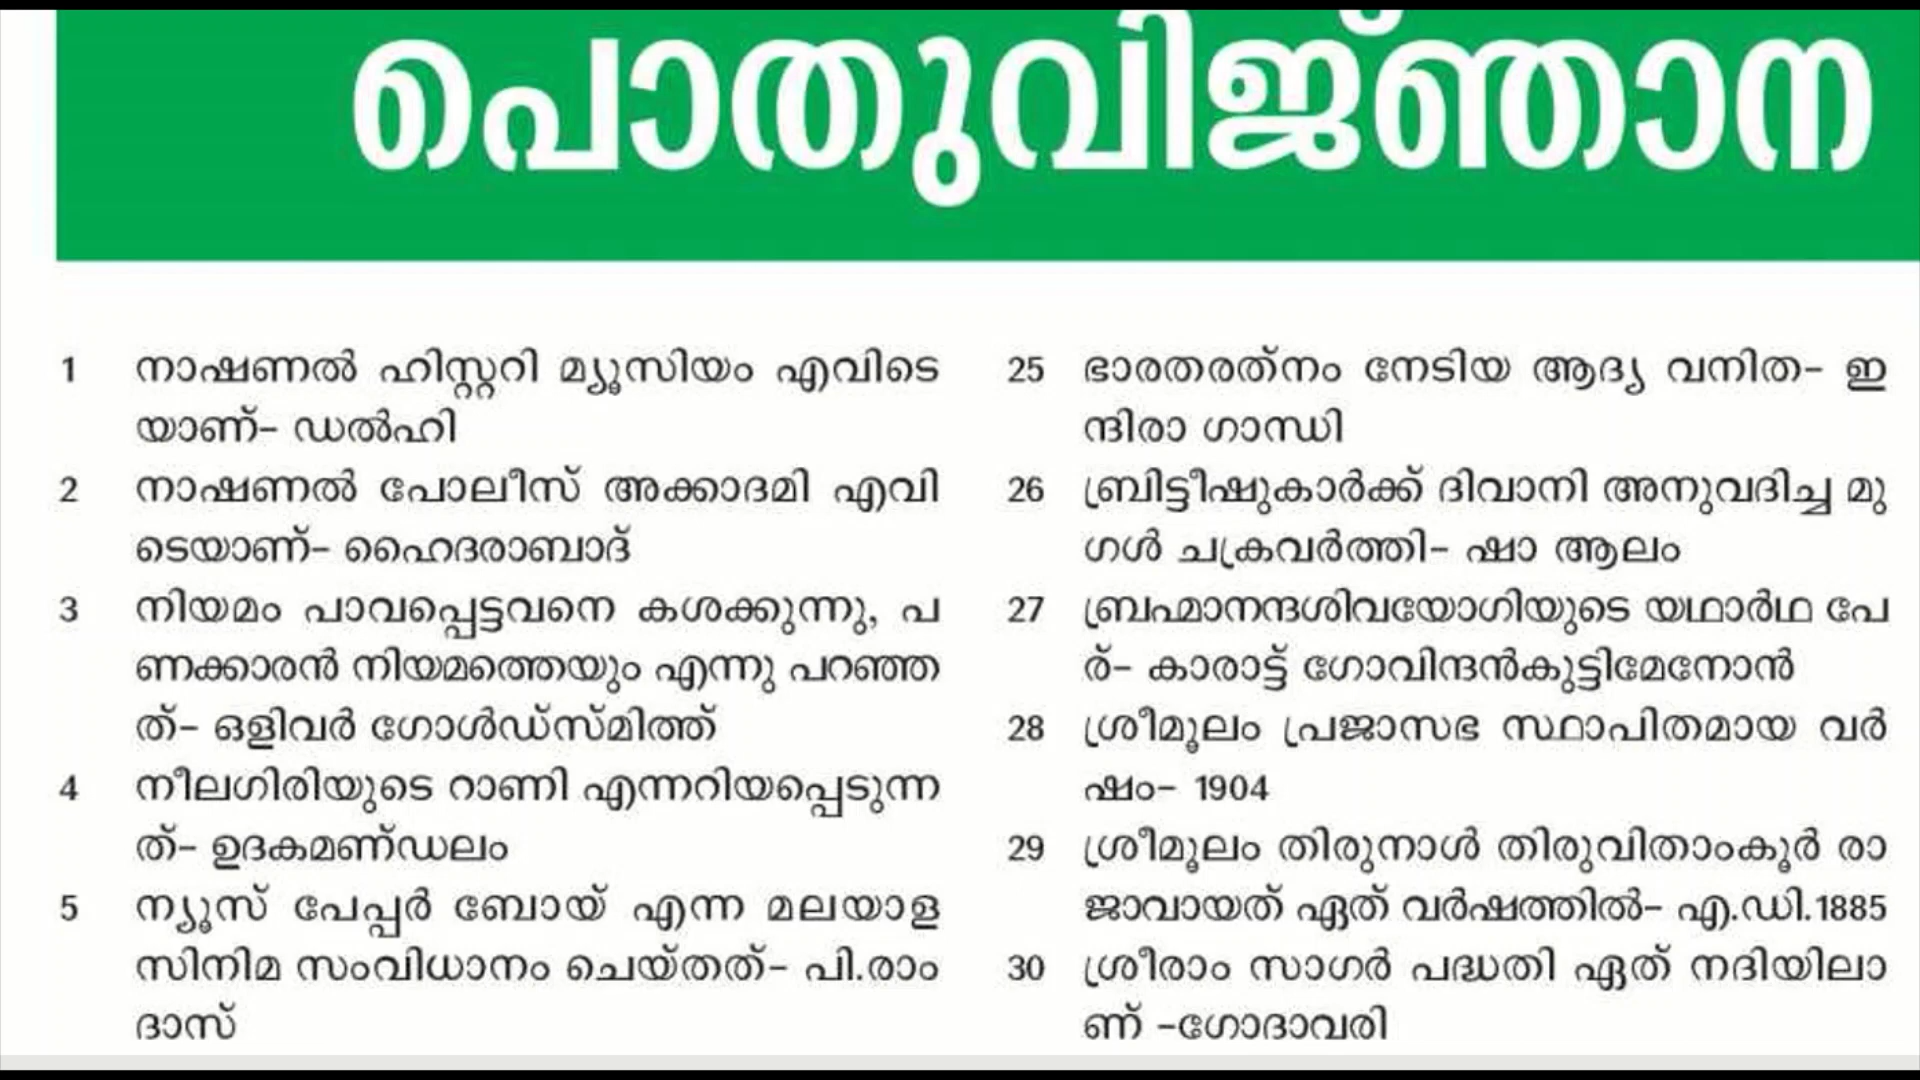 പൊതുവിജ്ഞാന
1 നാഷണൽ ഹിസ്റ്ററി മ്യൂസിയം എവിടെ
യാണ്- ഡൽഹി
2 നാഷണൽ പോലീസ് അക്കാദമി എവി
ടെയാണ്- ഹൈദരാബാദ്
3 നിയമം പാവപ്പെട്ടവനെ കശക്കുന്നു, പ
ണക്കാരൻ നിയമത്തെയും എന്നു പറഞ്ഞ
ത്- ഒളിവർ ഗോൾഡ്സ്മിത്ത്
4 നീലഗിരിയുടെ റാണി എന്നറിയപ്പെടുന്ന
ത്- ഉദകമണ്ഡലം
5 ന്യൂസ് പേപ്പർ ബോയ് എന്ന മലയാള
സിനിമ സംവിധാനം ചെയ്തത്- പി.രാം
ദാസ്
25 ഭാരതരത്നം നേടിയ ആദ്യ വനിത- ഇ
ന്ദിരാ ഗാന്ധി
26 ബ്രിട്ടീഷുകാർക്ക് ദിവാനി അനുവദിച്ച മു
ഗൾ ചക്രവർത്തി- ഷാ ആലം
27 ബ്രഹ്മാനന്ദശിവയോഗിയുടെ യഥാർഥ പേ
ര്- കാരാട്ട് ഗോവിന്ദൻകുട്ടിമേനോൻ
28 ശ്രീമൂലം പ്രജാസഭ സ്ഥാപിതമായ വർ
ഷം- 1904
29 ശ്രീമൂലം തിരുനാൾ തിരുവിതാംകൂർ രാ
ജാവായത് ഏത് വർഷത്തിൽ- എ.ഡി.1885
30 ശ്രീരാം സാഗർ പദ്ധതി ഏത് നദിയിലാ
ണ് -ഗോദാവരി